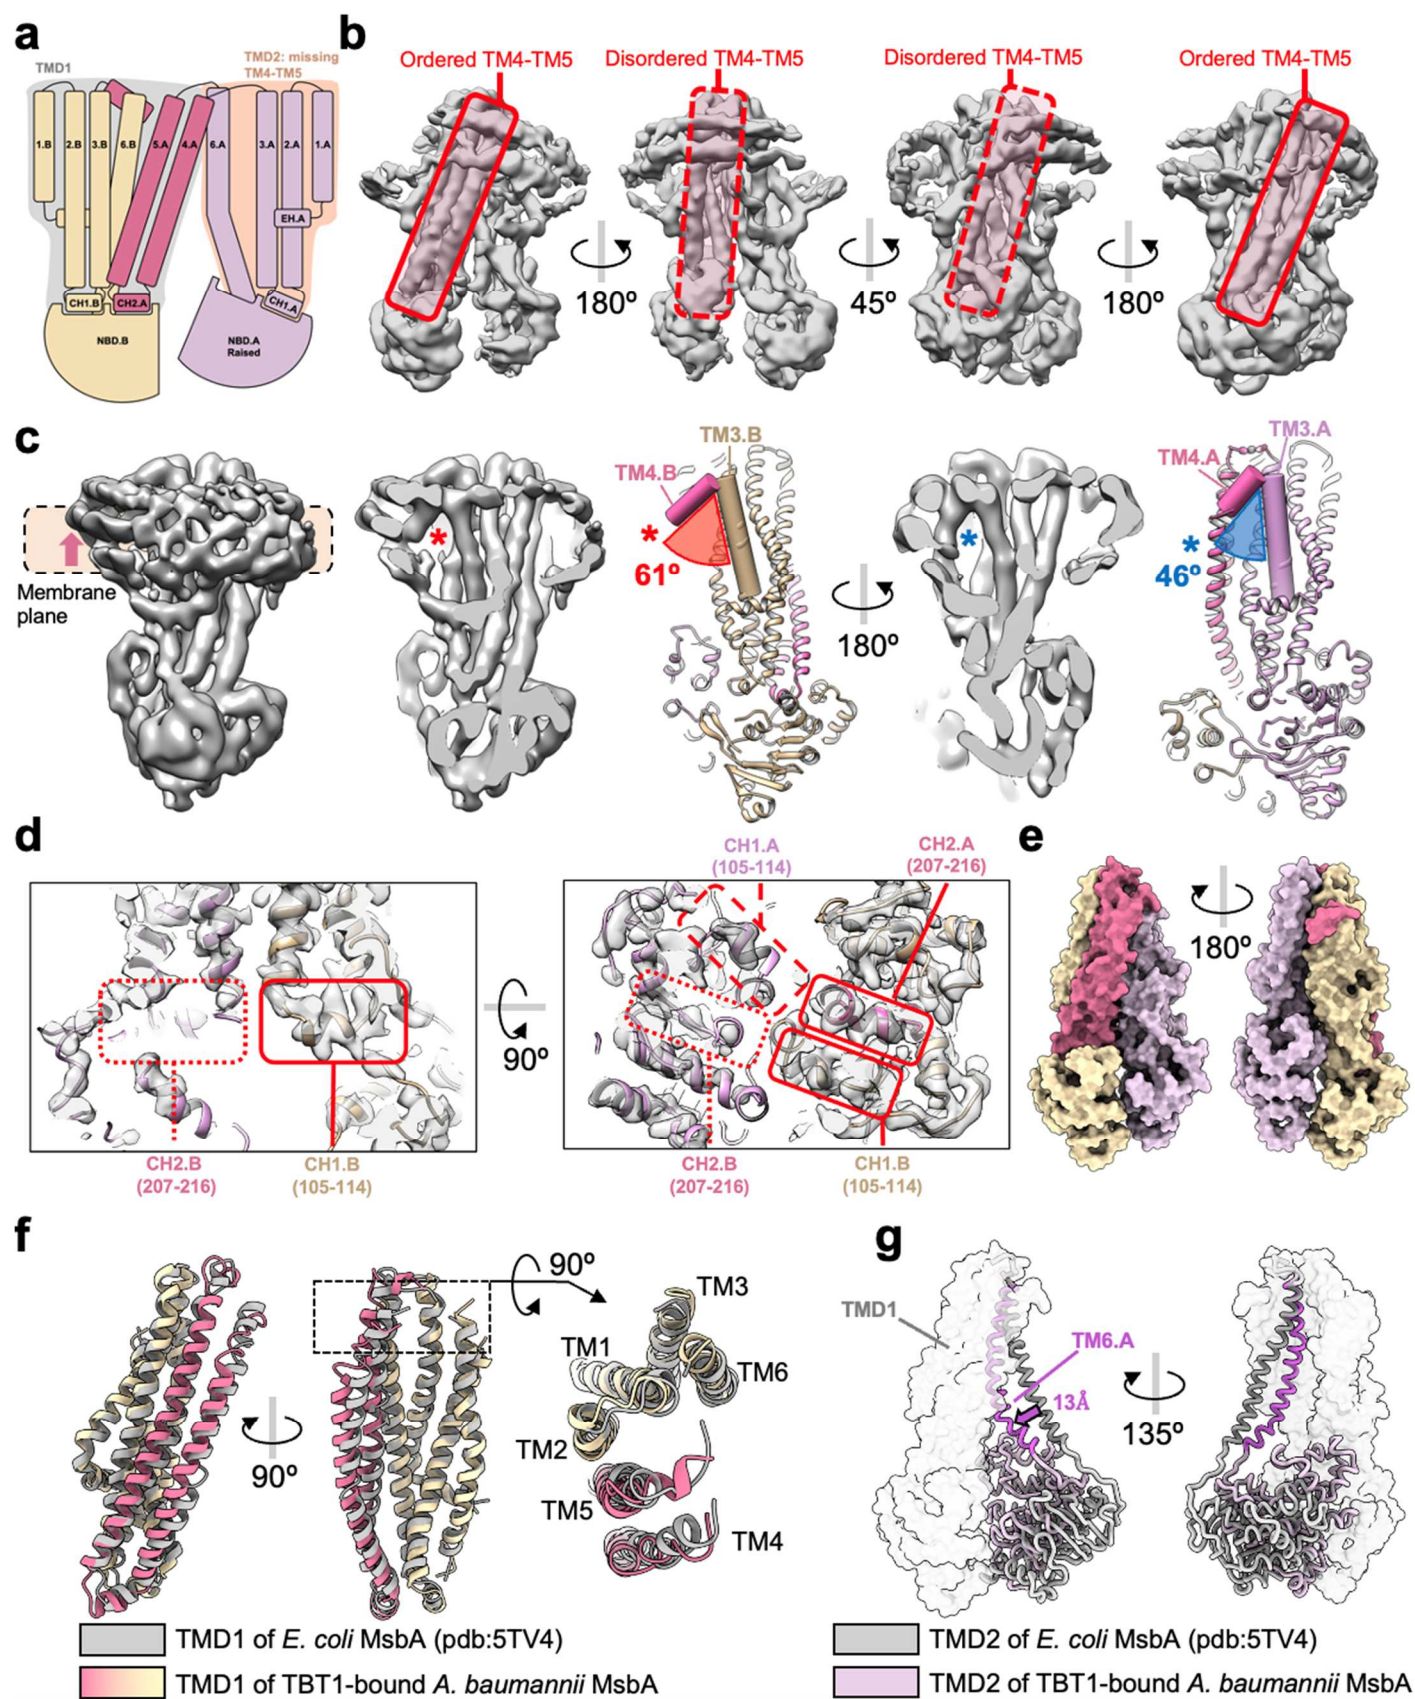 a
TMD1
TMD2: missing
TM4-TM5
1.B
2.B
3.B
6.B
5.A
4.A
6.A
3.A
2.A
1.A
EH.A
CH1.B
CH2.A
CH1.A
NBD.B
NBD.A
Raised
b
Ordered TM4-TM5
Disordered TM4-TM5
Disordered TM4-TM5
Ordered TM4-TM5
180º
45º
180º
c
Membrane
plane
*
TM3.B
TM4.B
*
61º
180º
*
TM3.A
TM4.A
*
46º
d
CH2.B
(207-216)
CH1.B
(105-114)
90º
CH1.A
(105-114)
CH2.A
(207-216)
CH2.B
(207-216)
CH1.B
(105-114)
e
180º
f
90º
90º
TM3
TM1
TM6
TM2
TM5
TM4
TMD1 of E. coli MsbA (pdb:5TV4)
TMD1 of TBT1-bound A. baumannii MsbA
g
TMD1
TM6.A
13Å
135º
TMD2 of E. coli MsbA (pdb:5TV4)
TMD2 of TBT1-bound A. baumannii MsbA